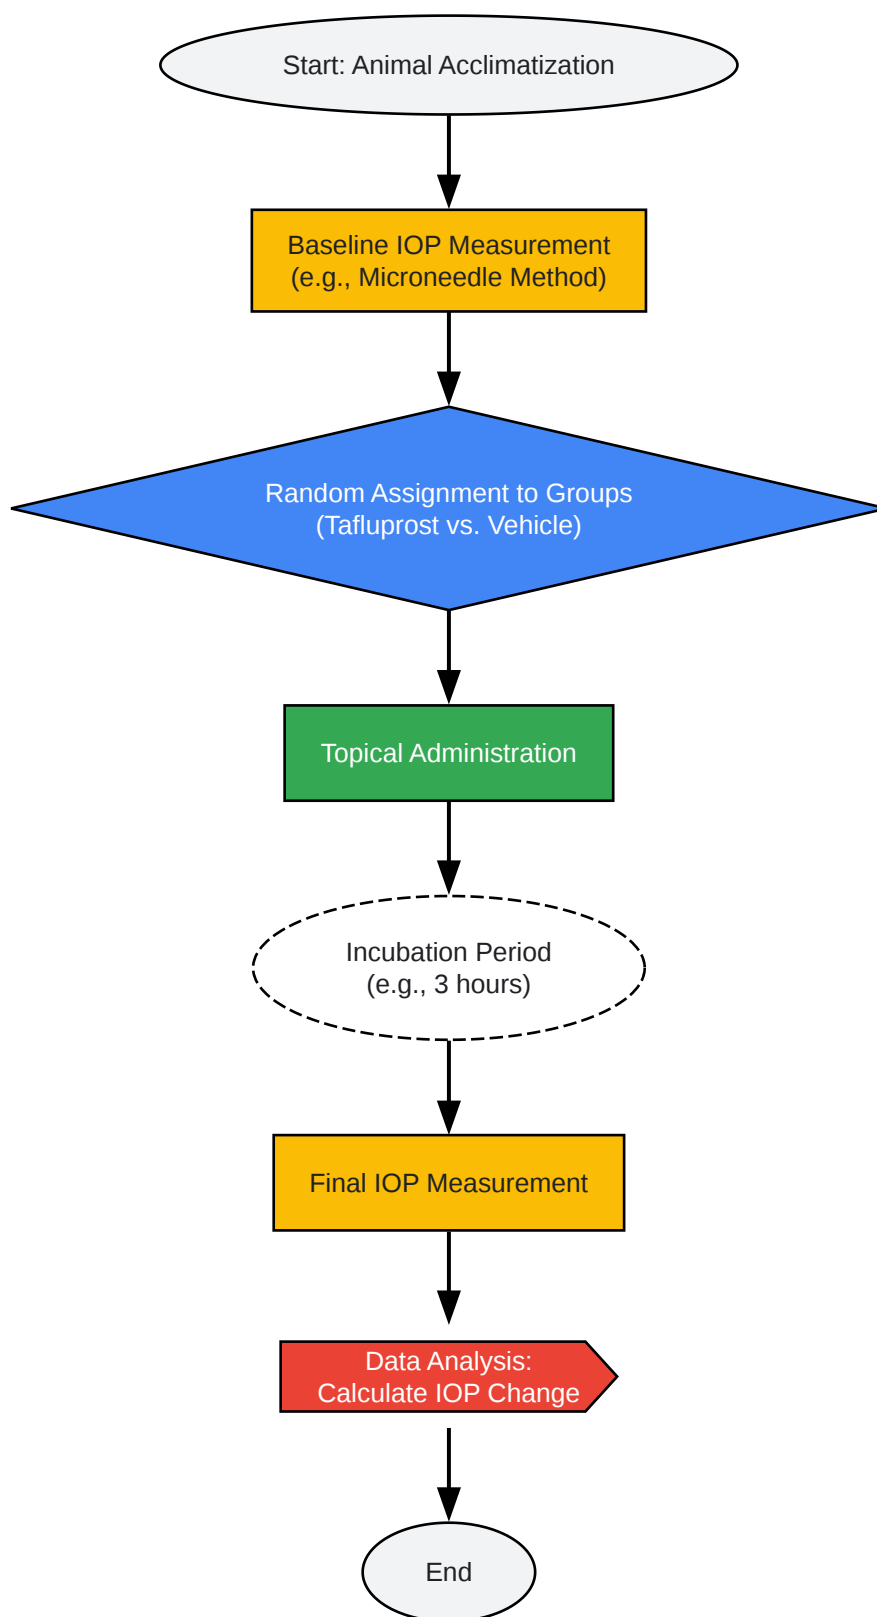 Start: Animal Acclimatization
Baseline IOP Measurement
(e.g., Microneedle Method)
Random Assignment to Groups
(Tafluprost vs. Vehicle)
Topical Administration
Incubation Period
(e.g., 3 hours)
Final IOP Measurement
Data Analysis:
Calculate IOP Change
End